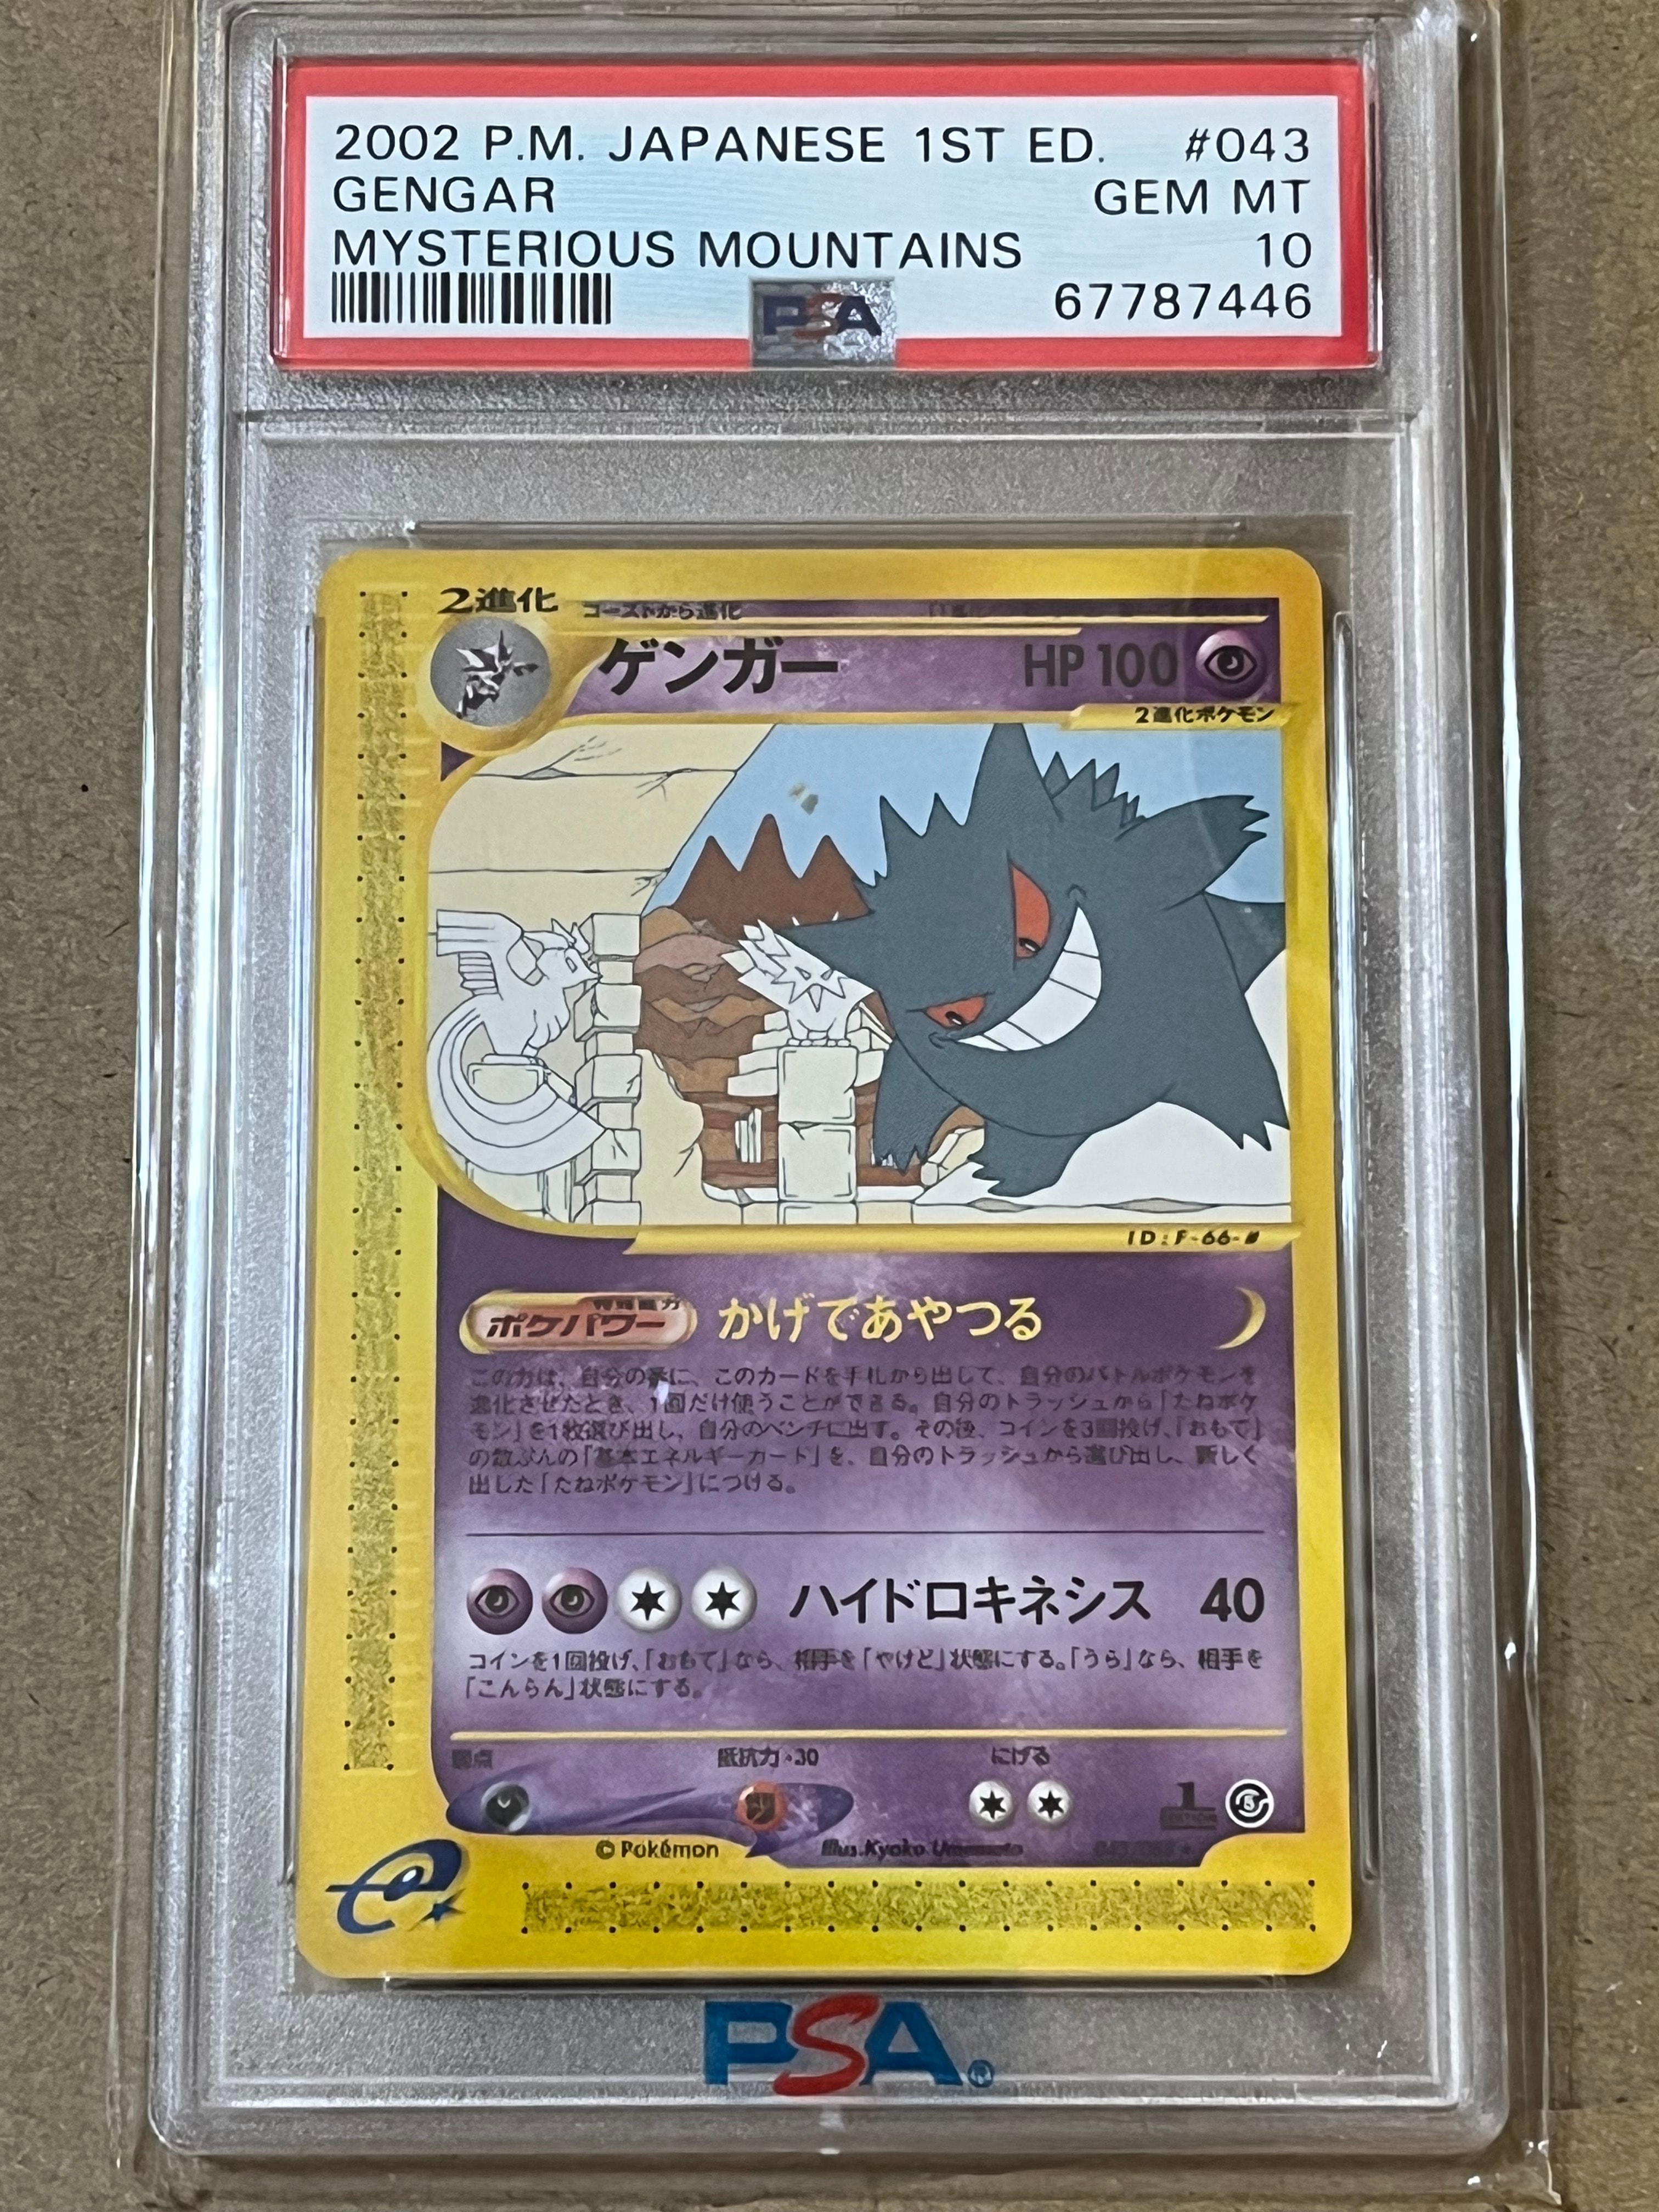 2002 P.M. JAPANESE 1ST ED. #043
GENGAR GEM MT
MYSTERIOUS MOUNTAINS 10
67787446
PSA
2進化 ゴーストから進化
ゲンガー HP 100
2進化ポケモン
ID:F-66-#
ポケパワー かげであやつる
この力は、自分の番に、このカードを手札から出して、自分のバトルポケモンを
進化させたとき、1回だけ使うことができる。自分のトラッシュから「たねポケ
モン」を1枚選び出し、自分のベンチに出す。その後、コインを3回投げ、「おもて」
の数ぶんの「基本エネルギーカード」を、自分のトラッシュから選び出し、新しく
出した「たねポケモン」につける。
ハイドロキネシス 40
コインを1回投げ、「おもて」なら、相手を「やけど」状態にする。「うら」なら、相手を
「こんらん」状態にする。
弱点 抵抗力-30 にげる
1
© Pokémon Illus.Kyoko Umemoto
e
PSA®